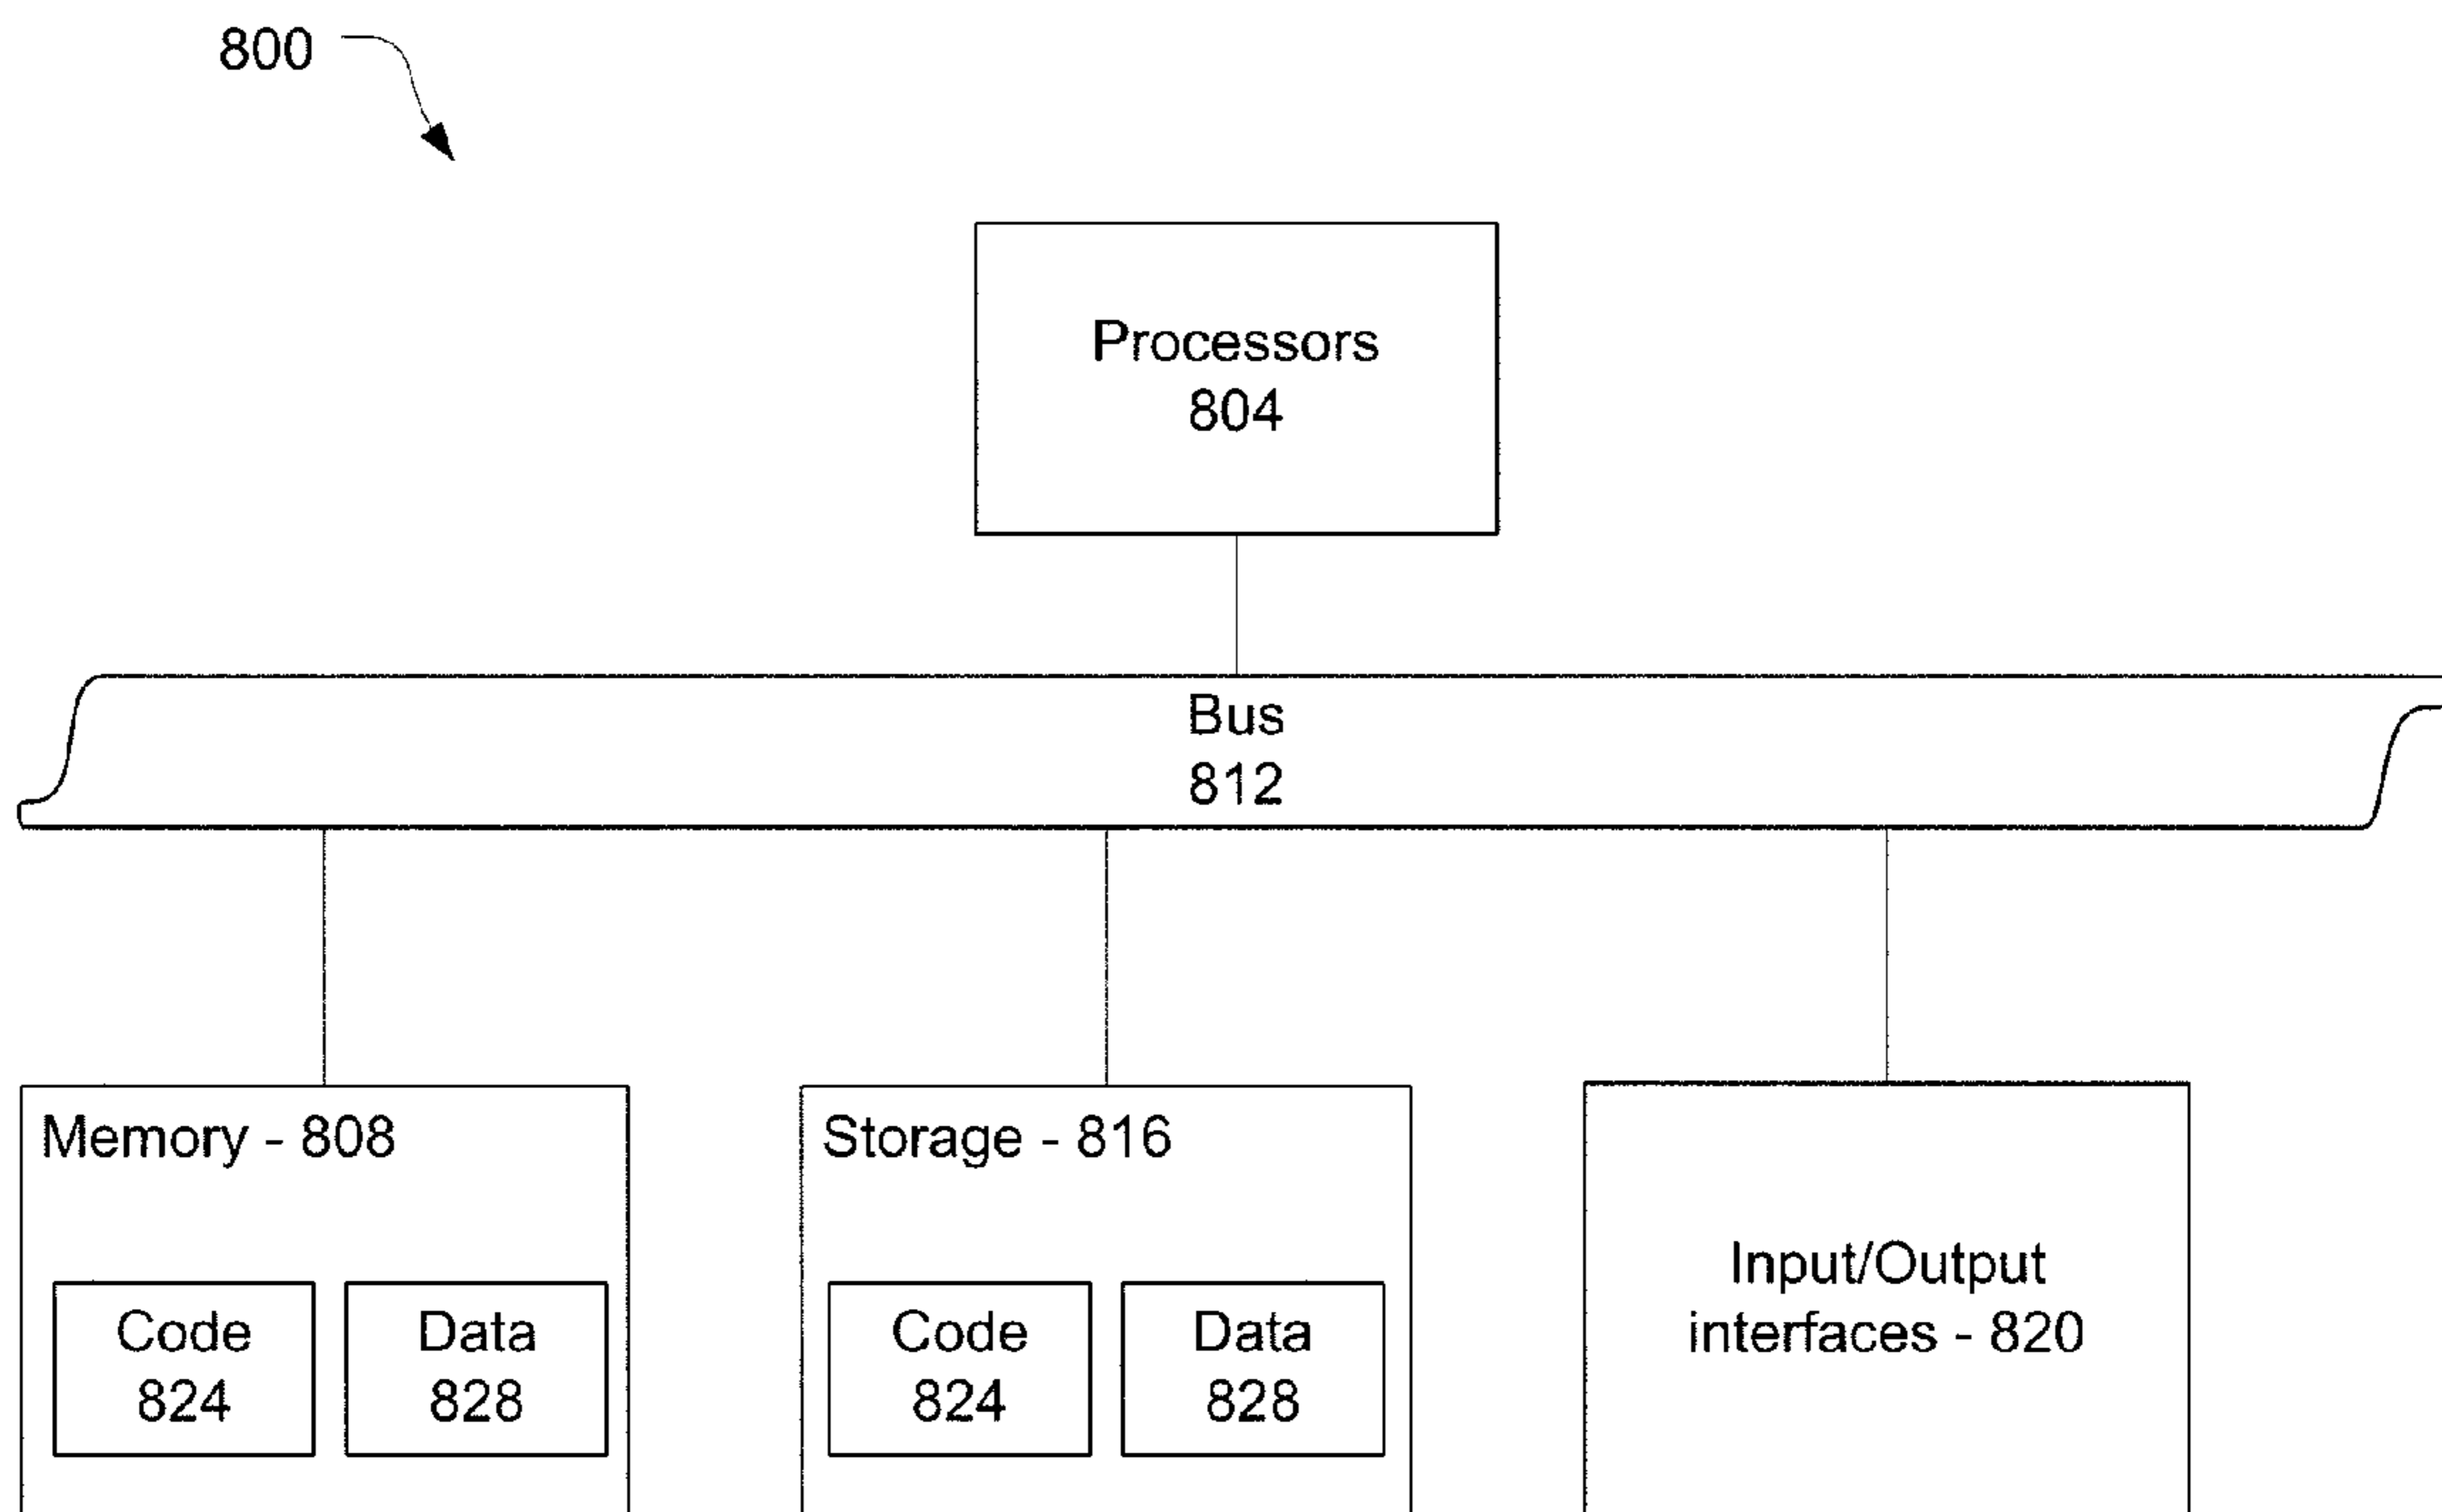 800
Processors
804
Bus
812
Memory - 808
Code
824
Data
828
Storage - 816
Code
824
Data
828
Input/Output
interfaces - 820